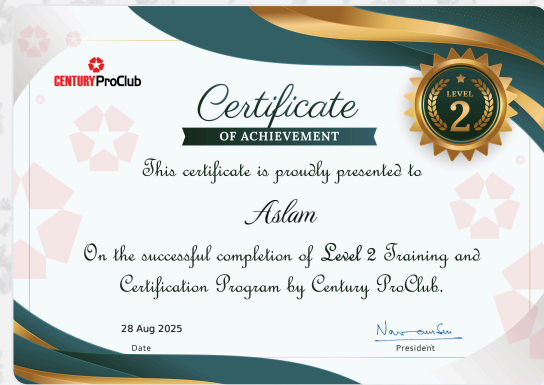 CENTURY ProClub
LEVEL
2
Certificate
OF ACHIEVEMENT
This certificate is proudly presented to
Aslam
On the successful completion of Level 2 Training and
Certification Program by Century ProClub.
28 Aug 2025
Date
President